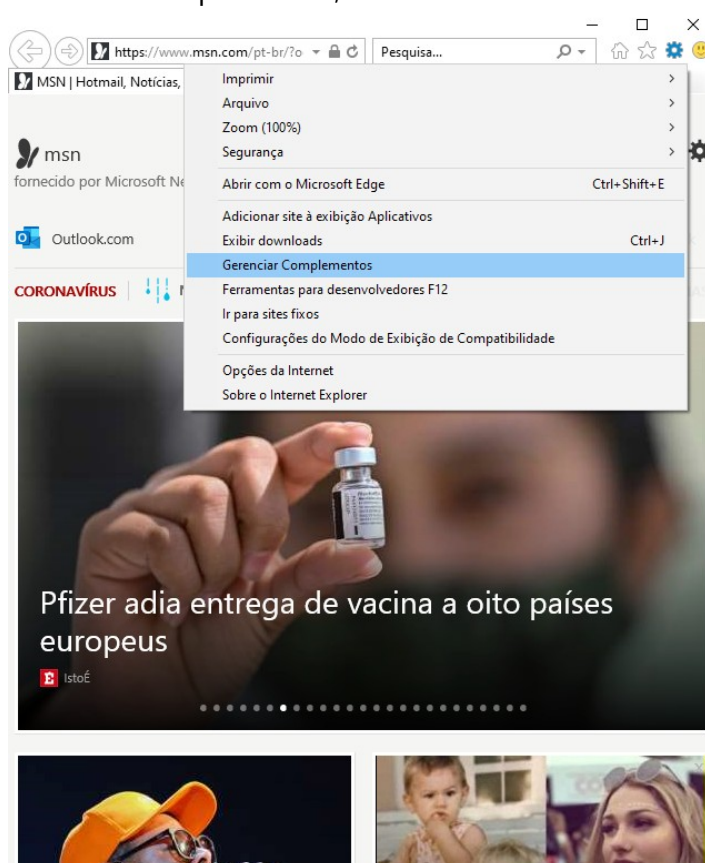 https://www.msn.com/pt-br/?o
Pesquisa...
MSN | Hotmail, Notícias,
Imprimir
Arquivo
Zoom (100%)
Segurança
msn
fornecido por Microsoft Ne
Abrir com o Microsoft Edge Ctrl+Shift+E
Adicionar site à exibição Aplicativos
Outlook.com
Exibir downloads Ctrl+J
Gerenciar Complementos
CORONAVÍRUS
Ferramentas para desenvolvedores F12
Ir para sites fixos
Configurações do Modo de Exibição de Compatibilidade
Opções da Internet
Sobre o Internet Explorer
Pfizer adia entrega de vacina a oito países
europeus
IstoÉ